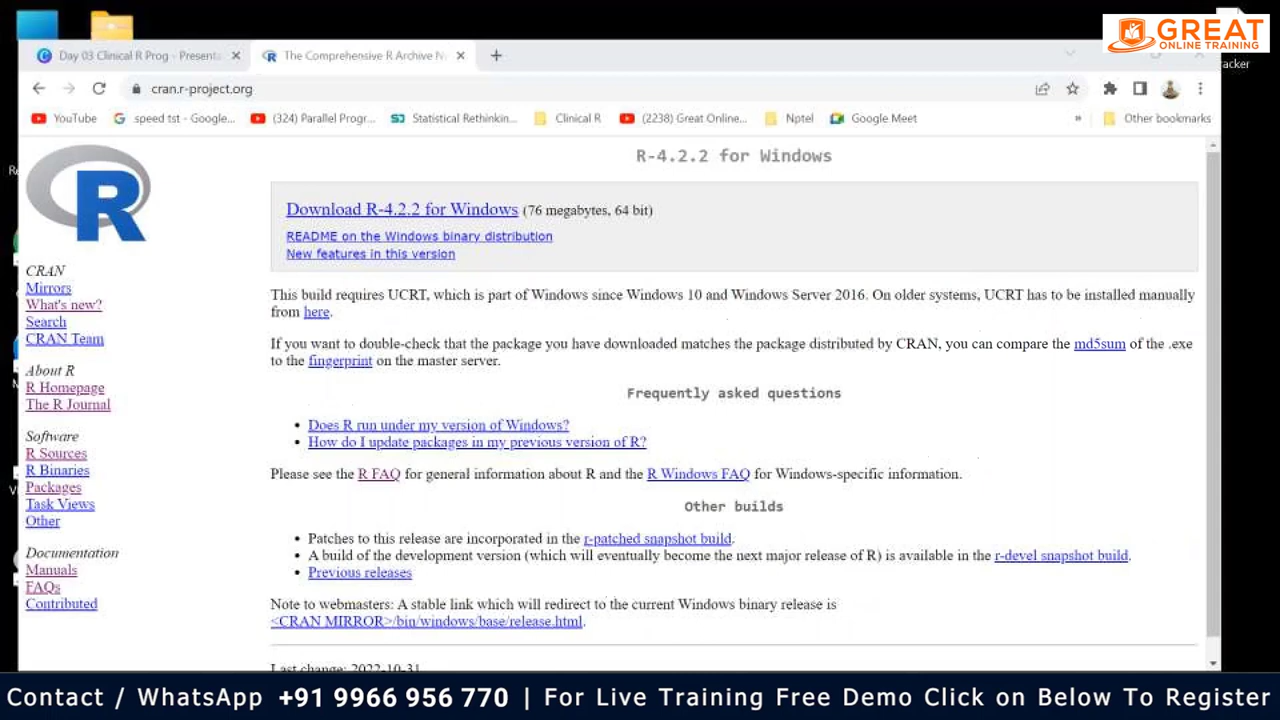 GREAT
ONLINE TRAINING
racker
Day 03 Clinical R Prog - Presenta
The Comprehensive R Archive N
cran.r-project.org
YouTube
speed tst - Google...
(324) Parallel Progr...
Statistical Rethinkin...
Clinical R
(2238) Great Online...
Nptel
Google Meet
»
Other bookmarks
R
R-4.2.2 for Windows
Download R-4.2.2 for Windows (76 megabytes, 64 bit)
README on the Windows binary distribution
New features in this version
This build requires UCRT, which is part of Windows since Windows 10 and Windows Server 2016. On older systems, UCRT has to be installed manually
from here.
If you want to double-check that the package you have downloaded matches the package distributed by CRAN, you can compare the md5sum of the .exe
to the fingerprint on the master server.
Frequently asked questions
• Does R run under my version of Windows?
• How do I update packages in my previous version of R?
Please see the R FAQ for general information about R and the R Windows FAQ for Windows-specific information.
Other builds
• Patches to this release are incorporated in the r-patched snapshot build.
• A build of the development version (which will eventually become the next major release of R) is available in the r-devel snapshot build.
• Previous releases
Note to webmasters: A stable link which will redirect to the current Windows binary release is
<CRAN MIRROR>/bin/windows/base/release.html.
Last change: 2022-10-31
CRAN
Mirrors
What's new?
Search
CRAN Team
About R
R Homepage
The R Journal
Software
R Sources
R Binaries
Packages
Task Views
Other
Documentation
Manuals
FAQs
Contributed
Contact / WhatsApp +91 9966 956 770 | For Live Training Free Demo Click on Below To Register